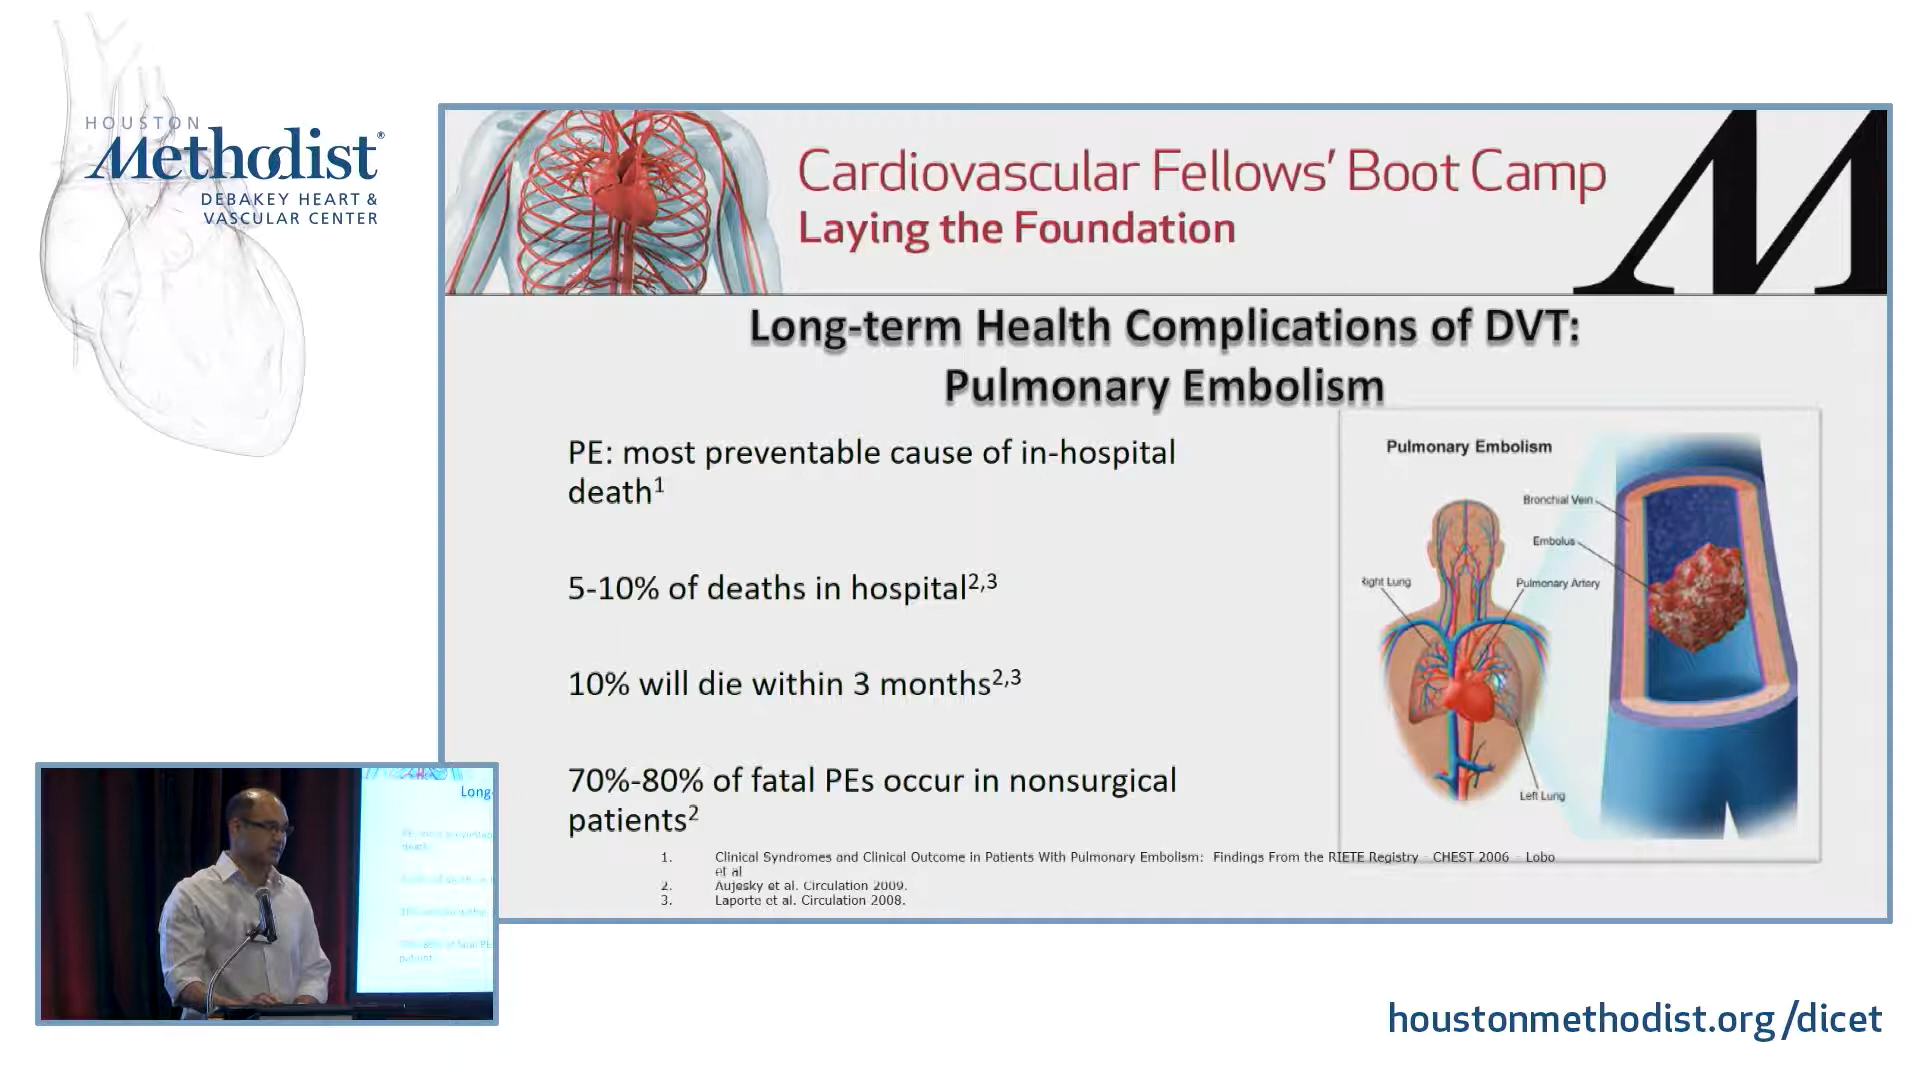 HOUSTON
Methodist®
DEBAKEY HEART &
VASCULAR CENTER
Cardiovascular Fellows' Boot Camp
Laying the Foundation
M
Long-term Health Complications of DVT:
Pulmonary Embolism
PE: most preventable cause of in-hospital
death1
5-10% of deaths in hospital2,3
10% will die within 3 months2,3
70%-80% of fatal PEs occur in nonsurgical
patients2
Pulmonary Embolism
Bronchial Vein
Embolus
Right Lung
Pulmonary Artery
Left Lung
1. Clinical Syndromes and Clinical Outcome in Patients With Pulmonary Embolism: Findings From the RIETE Registry - CHEST 2006 - Lobo
et al
2. Aujesky et al. Circulation 2009.
3. Laporte et al. Circulation 2008.
Long-
houstonmethodist.org/dicet